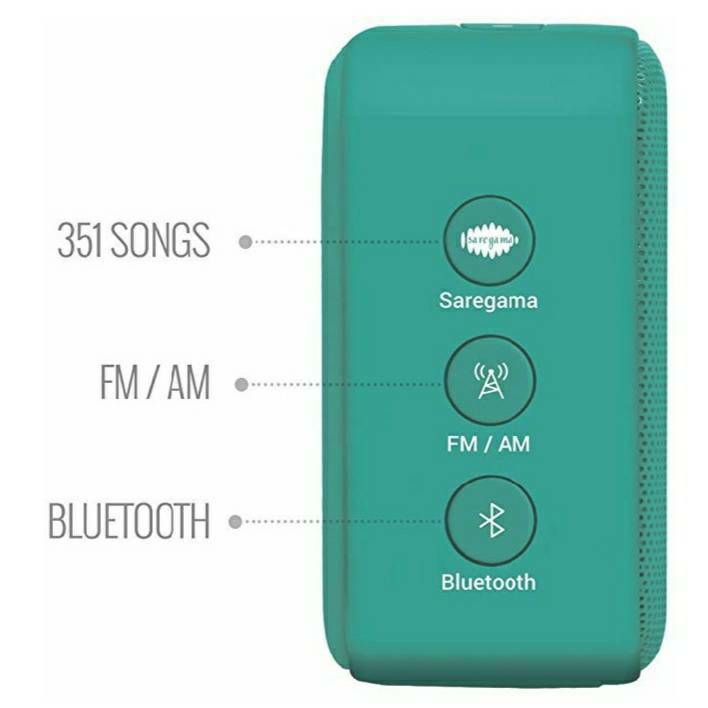 351 SONGS
saregama
Saregama
FM / AM
FM / AM
BLUETOOTH
Bluetooth